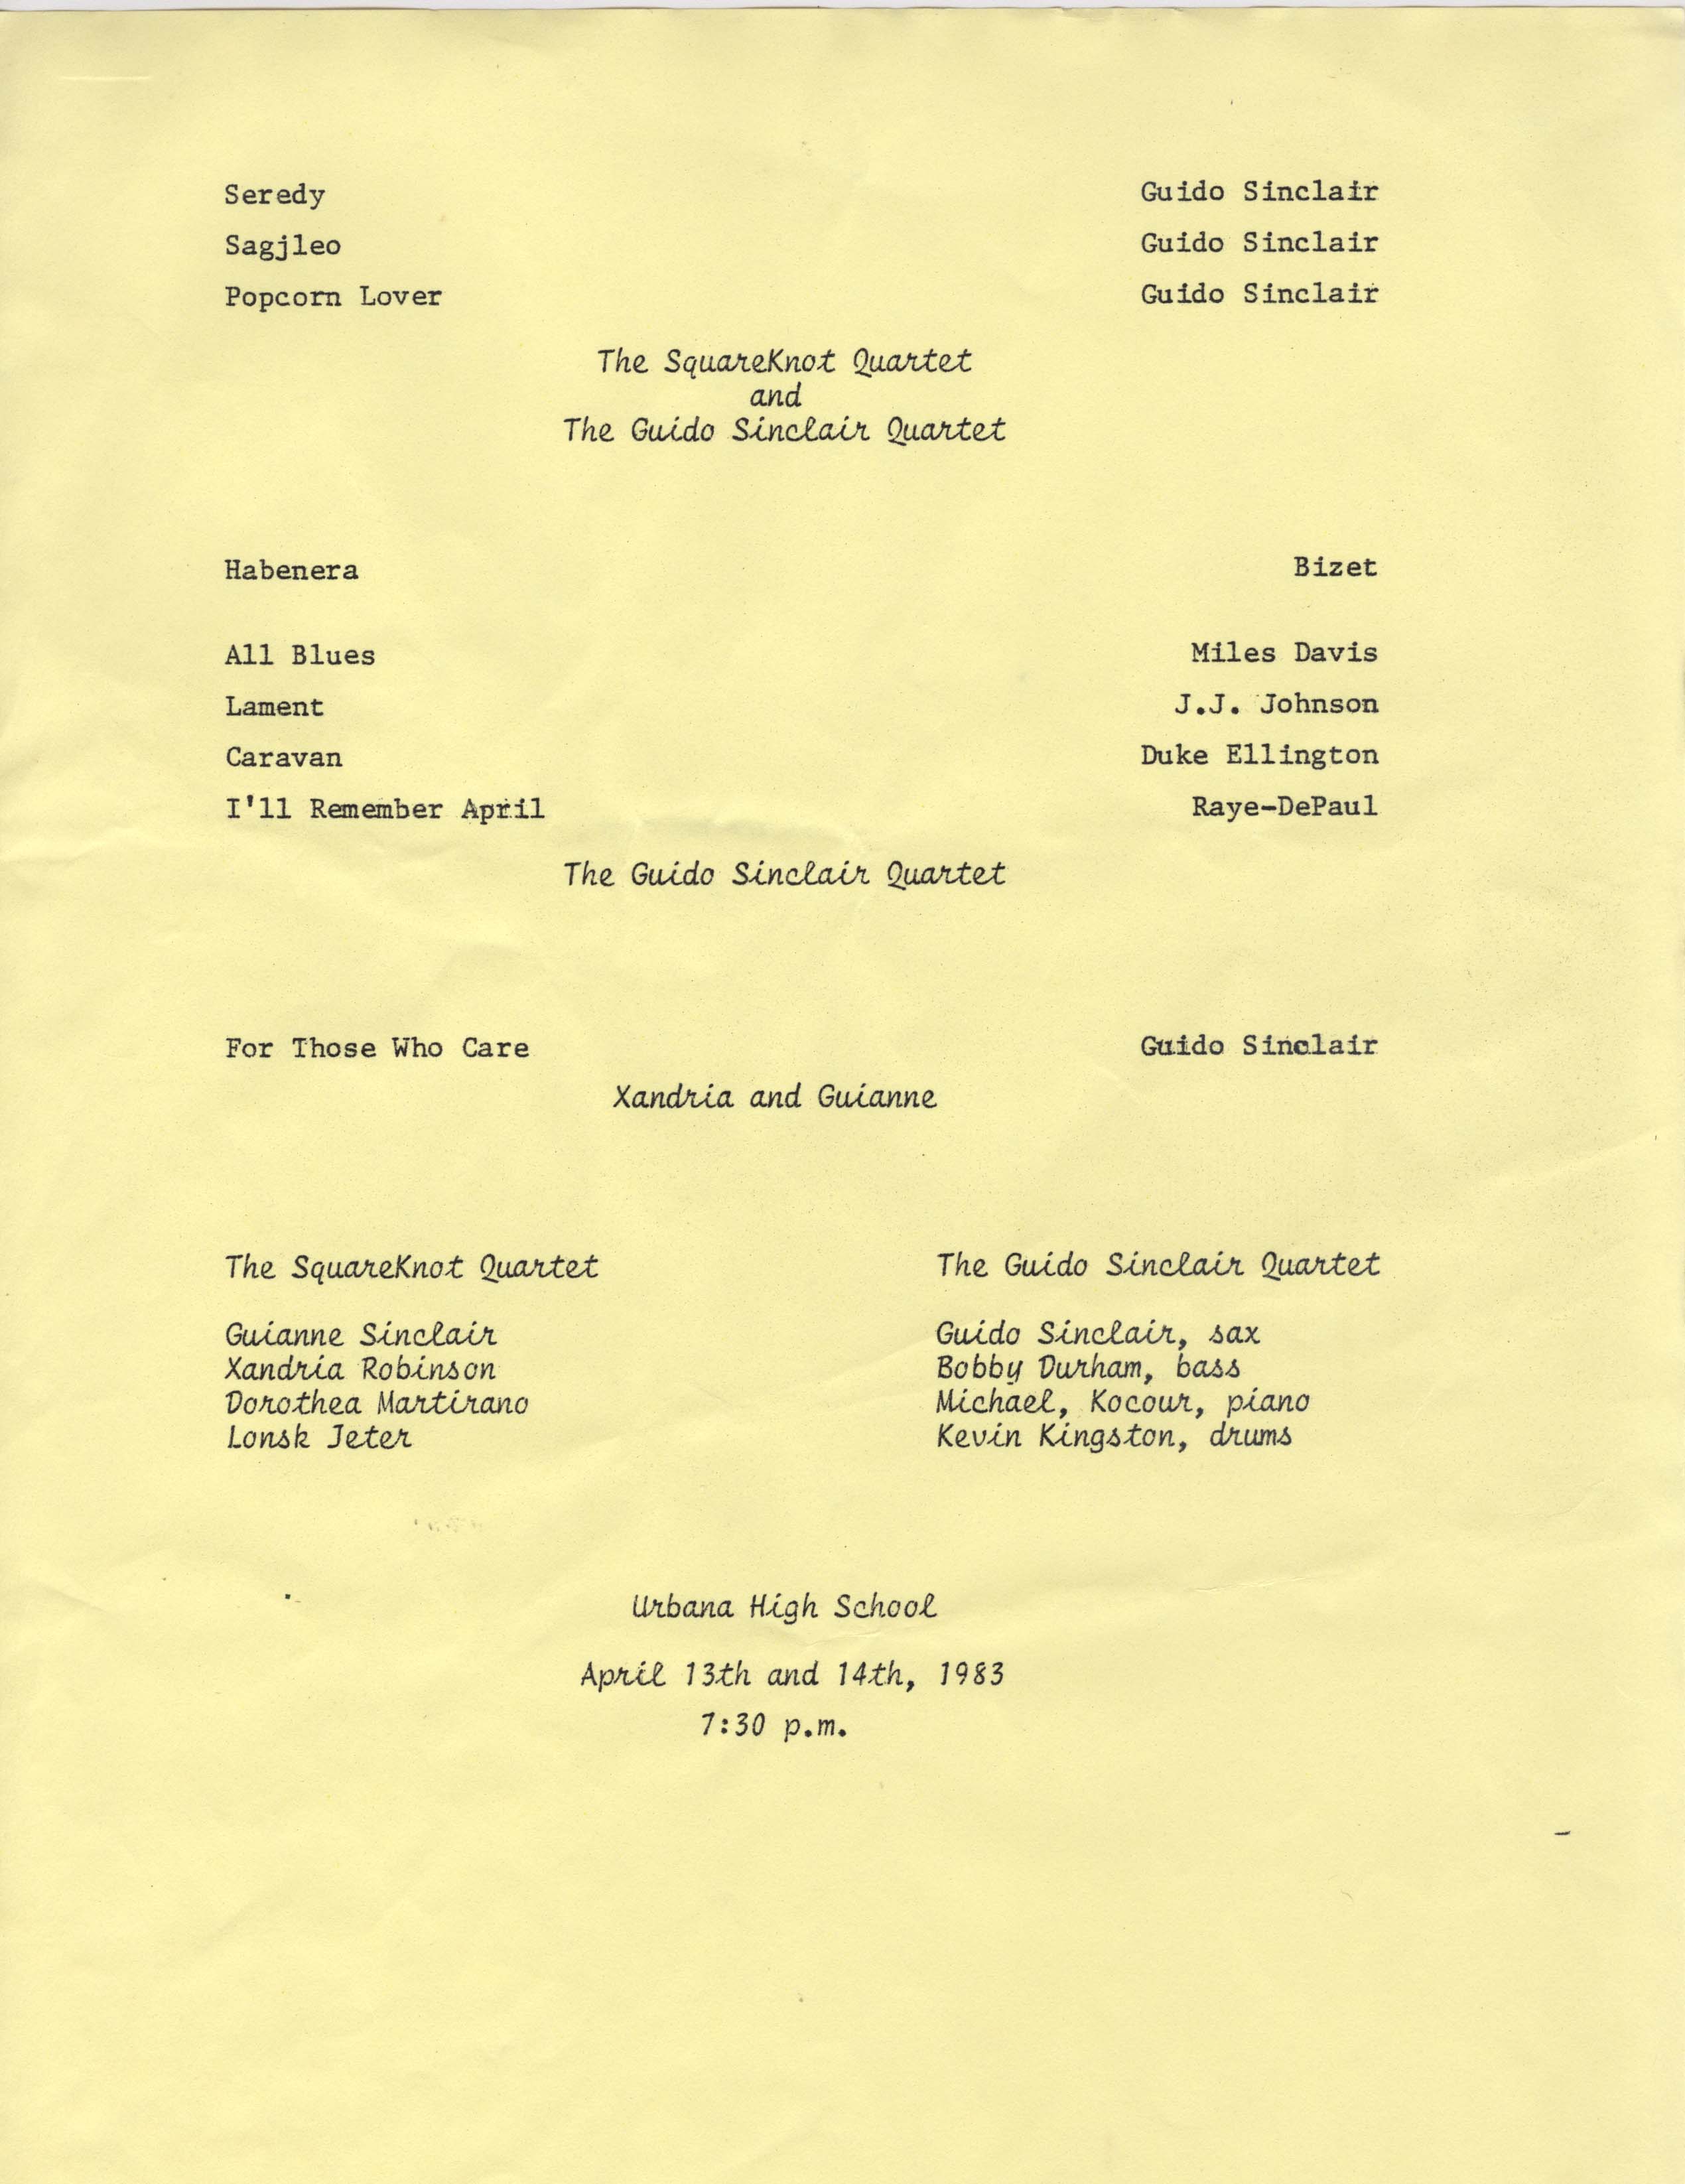 Seredy Guido Sinclair
Sagjleo Guido Sinclair
Popcorn Lover Guido Sinclair
The SquareKnot Quartet
and
The Guido Sinclair Quartet
Habenera Bizet
All Blues Miles Davis
Lament J.J. Johnson
Caravan Duke Ellington
I'll Remember April Raye-DePaul
The Guido Sinclair Quartet
For Those Who Care Guido Sinclair
Xandria and Guianne
The SquareKnot Quartet
Guianne Sinclair
Xandria Robinson
Dorothea Martirano
Lonsk Jeter
The Guido Sinclair Quartet
Guido Sinclair, sax
Bobby Durham, bass
Michael, Kocour, piano
Kevin Kingston, drums
Urbana High School
April 13th and 14th, 1983
7:30 p.m.